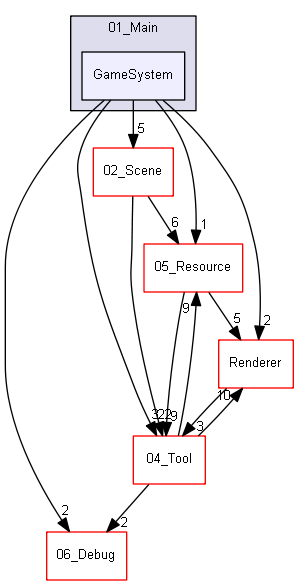 01_Main
GameSystem
5
02_Scene
6
1
05_Resource
9
5
2
Renderer
10
3
04_Tool
2
2
06_Debug